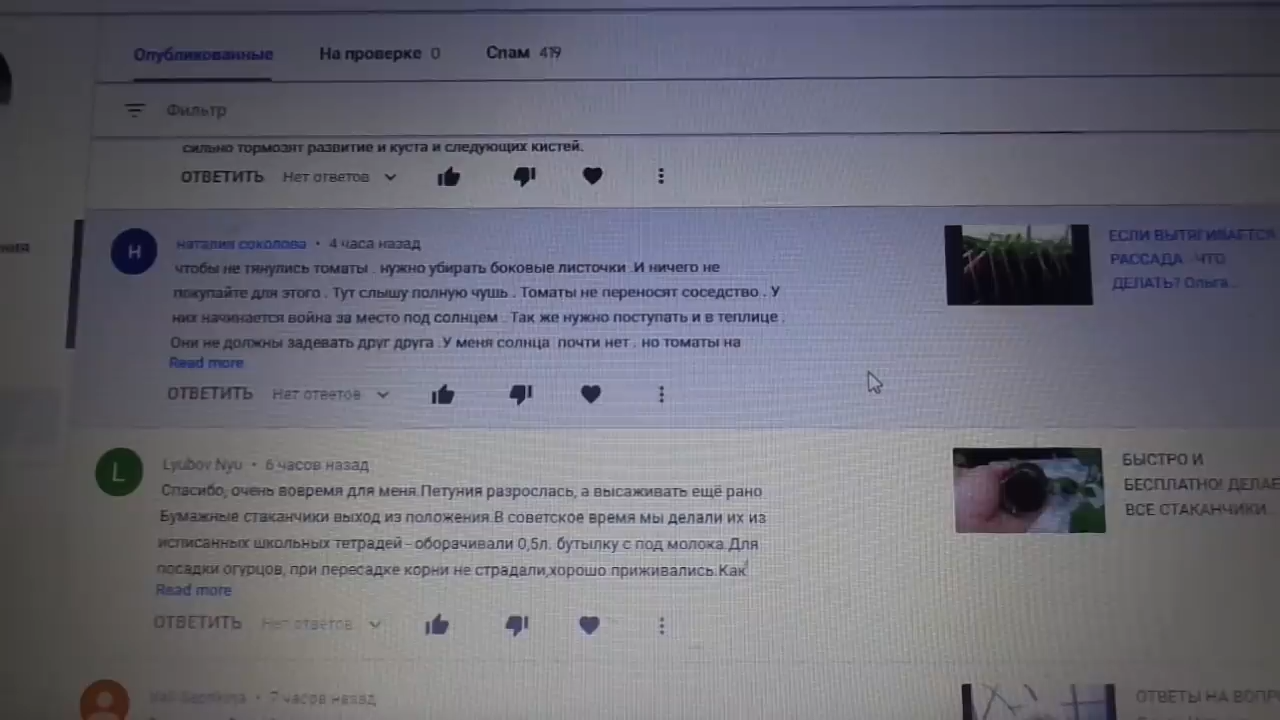 Опубликованные На проверке 0 Спам 419
Фильтр
сильно тормозят развитие и куста и следующих кистей.
ОТВЕТИТЬ Нет ответов
Н
наталия соколова • 4 часа назад
чтобы не тянулись томаты . нужно убирать боковые листочки .И ничего не
покупайте для этого . Тут слышу полную чушь . Томаты не переносят соседство . У
них начинается война за место под солнцем . Так же нужно поступать и в теплице .
Они не должны задевать друг друга .У меня солнца почти нет . но томаты на
Read more
ОТВЕТИТЬ Нет ответов
ЕСЛИ ВЫТЯГИВАЕТСЯ
РАССАДА - ЧТО
ДЕЛАТЬ? Ольга...
L
Lyubov Nyu • 6 часов назад
Спасибо, очень вовремя для меня.Петуния разрослась, а высаживать ещё рано
Бумажные стаканчики выход из положения.В советское время мы делали их из
исписанных школьных тетрадей - оборачивали 0,5л. бутылку с под молока.Для
посадки огурцов, при пересадке корни не страдали,хорошо приживались.Как
Read more
ОТВЕТИТЬ Нет ответов
БЫСТРО И
БЕСПЛАТНО! ДЕЛАЕ
ВСЕ СТАКАНЧИКИ...
• 7 часов назад
ОТВЕТЫ НА ВОПР